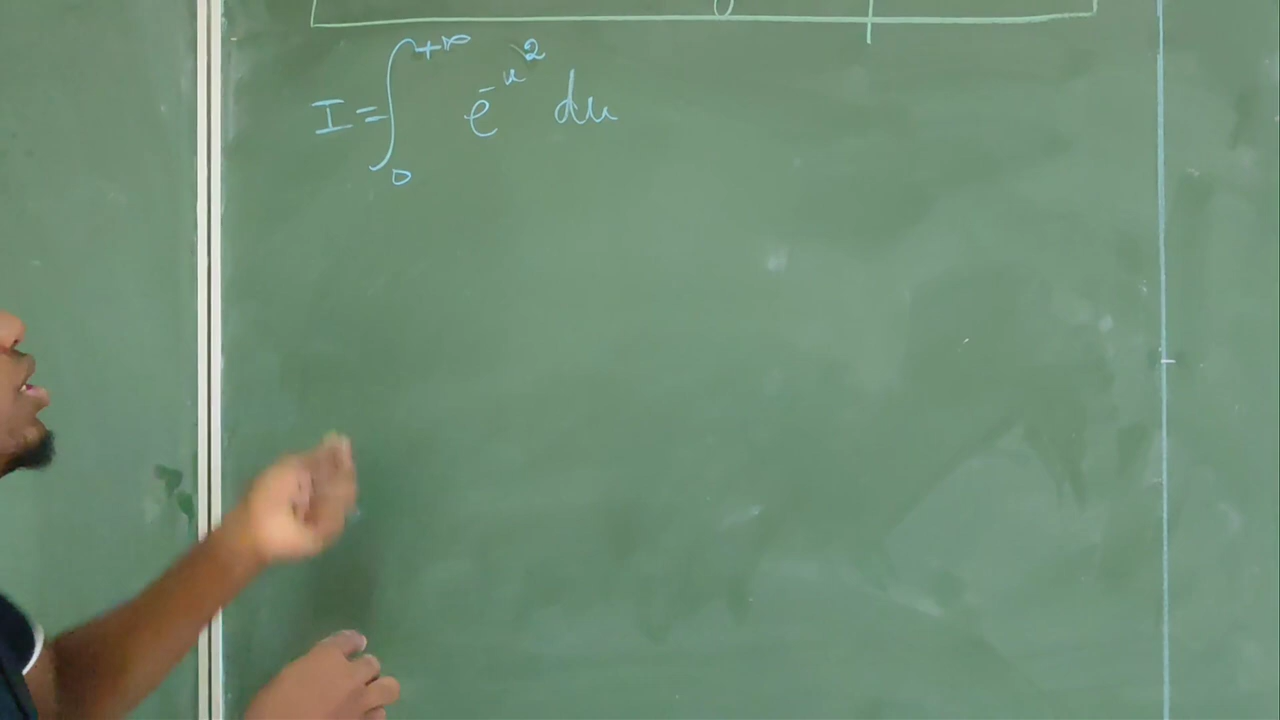 I = ∫₀^{+∞} e^{-u²} du